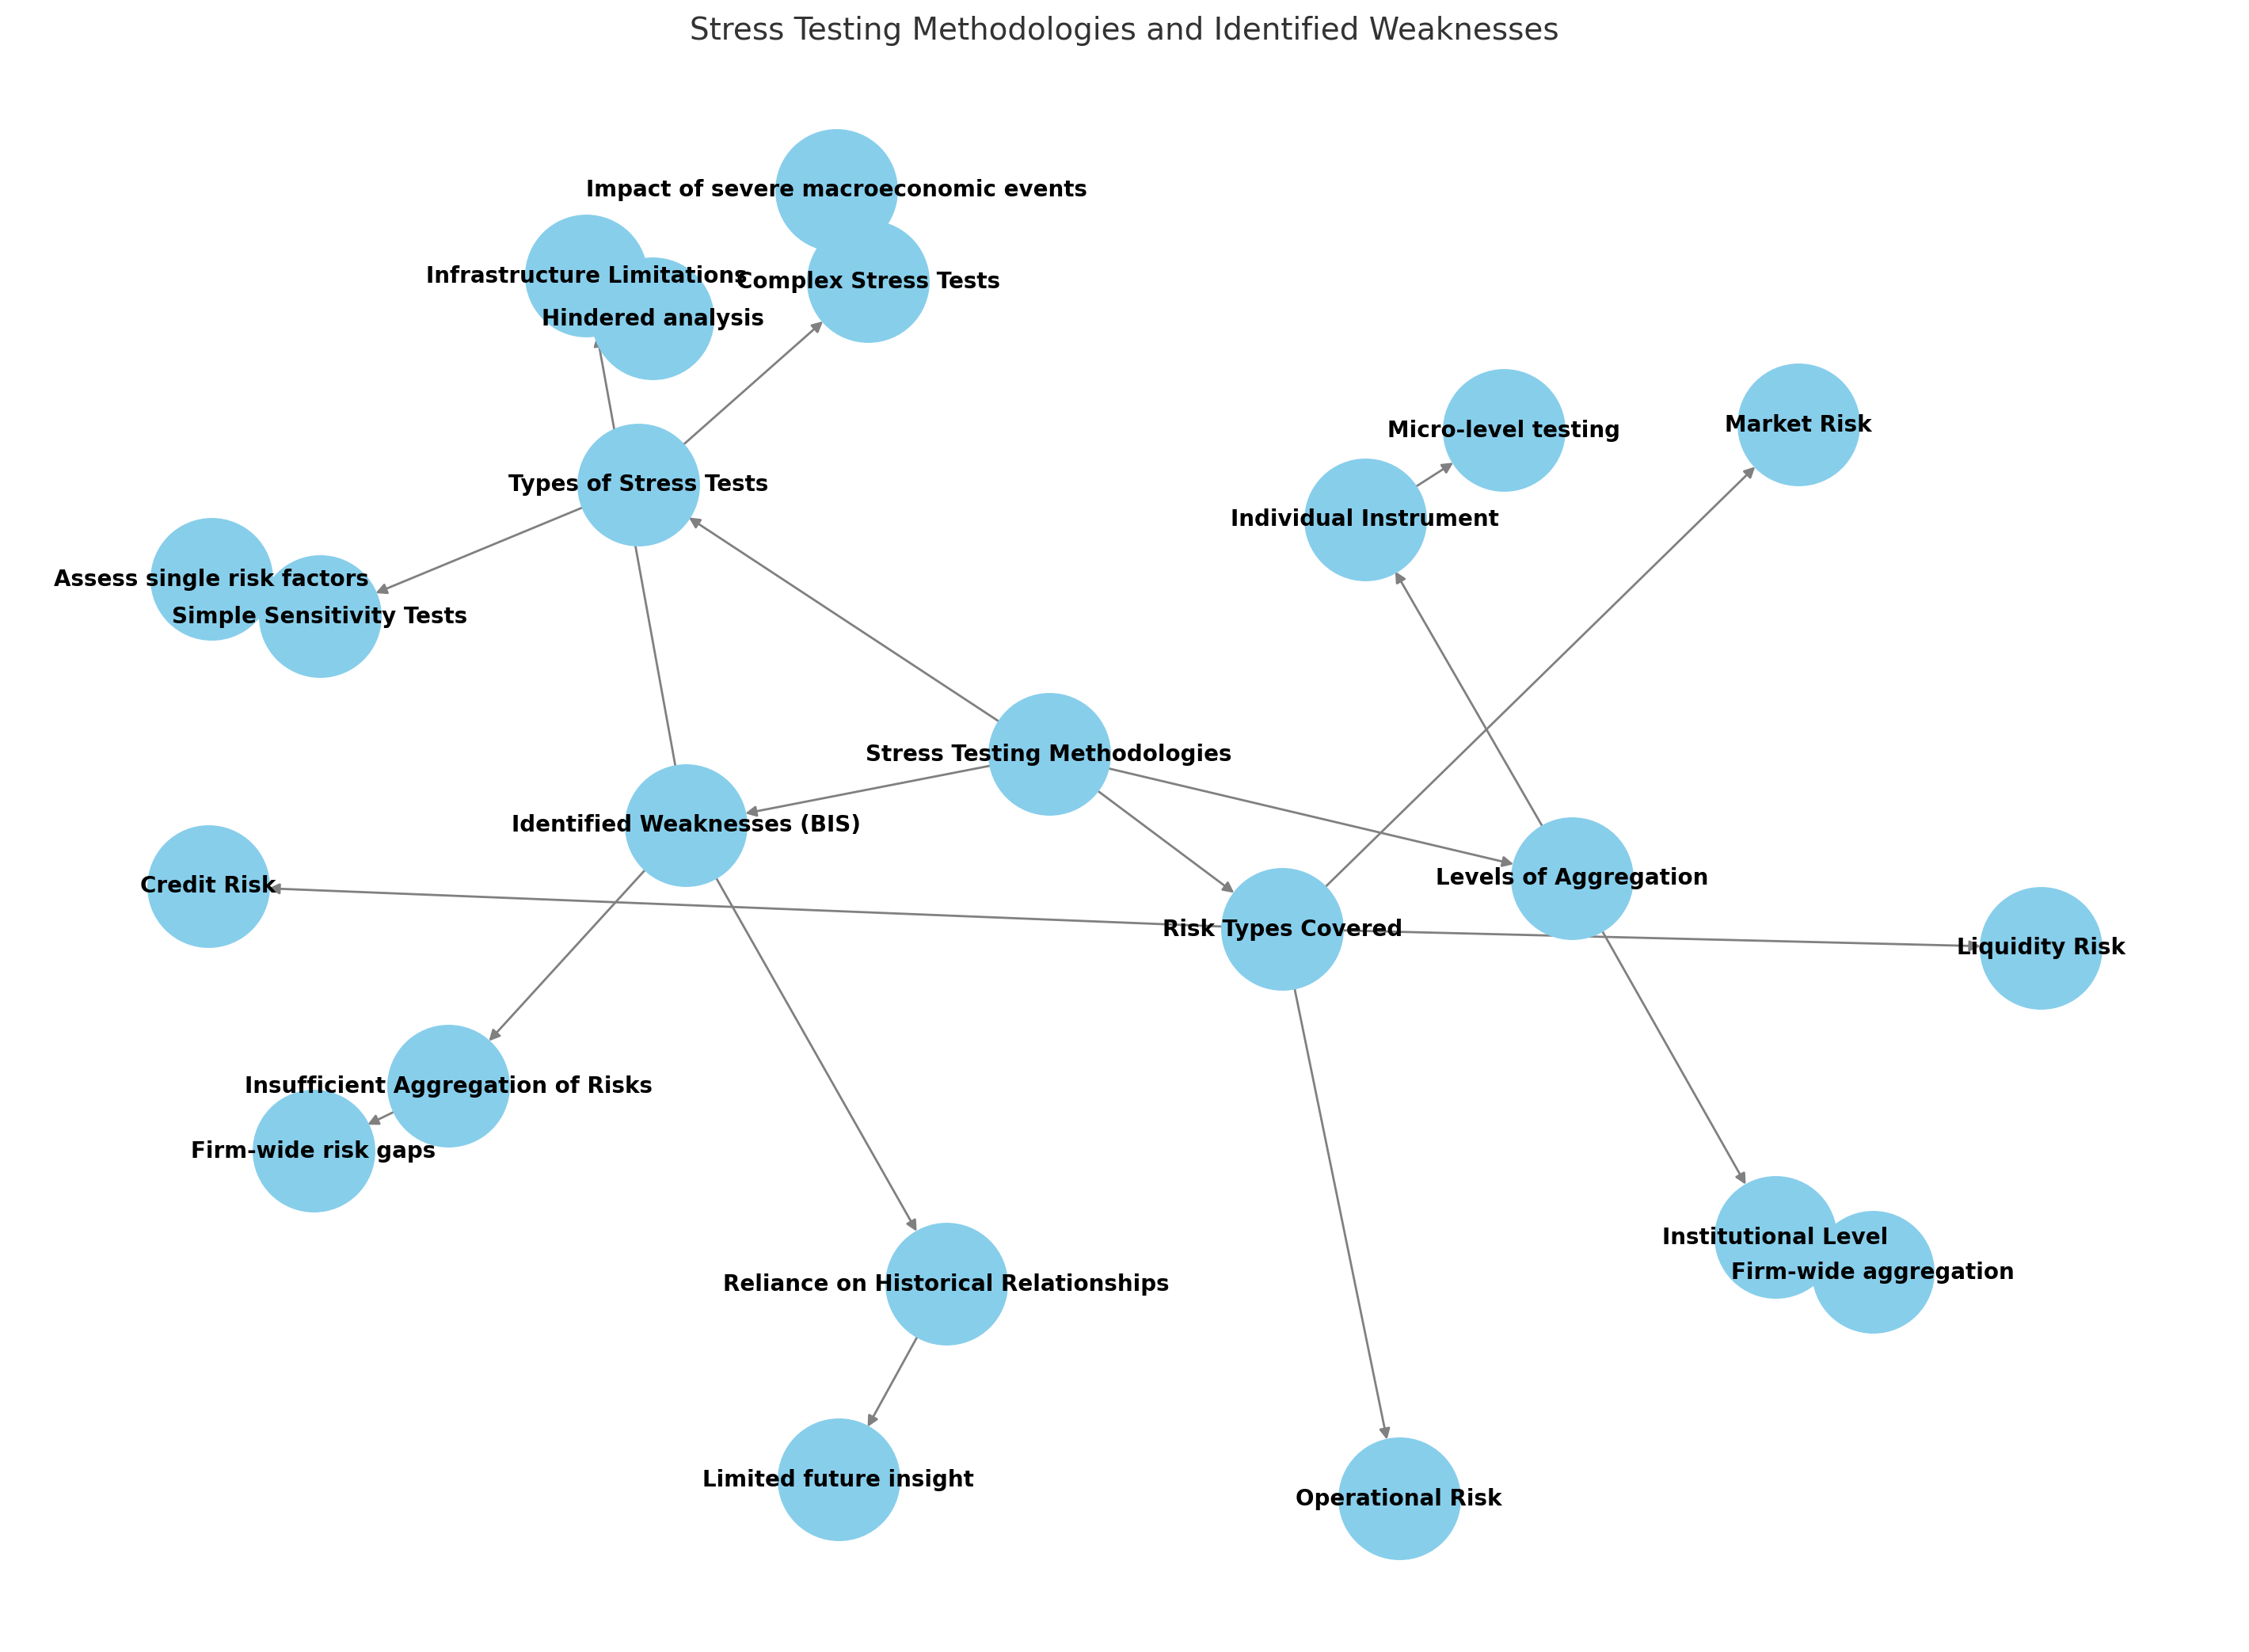 Stress Testing Methodologies and Identified Weaknesses
Impact of severe macroeconomic events
Infrastructure Limitations
Complex Stress Tests
Hindered analysis
Market Risk
Micro-level testing
Types of Stress Tests
Individual Instrument
Assess single risk factors
Simple Sensitivity Tests
Stress Testing Methodologies
Identified Weaknesses (BIS)
Levels of Aggregation
Credit Risk
Risk Types Covered
Liquidity Risk
Insufficient Aggregation of Risks
Firm-wide risk gaps
Institutional Level
Firm-wide aggregation
Reliance on Historical Relationships
Limited future insight
Operational Risk